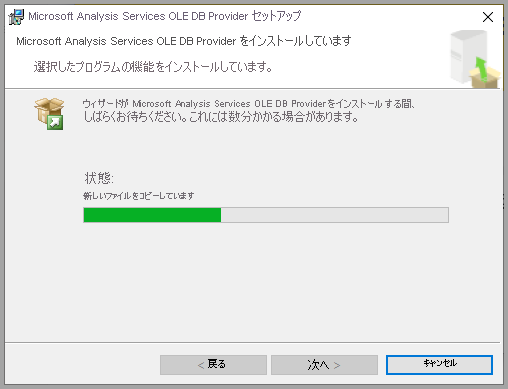 Microsoft Analysis Services OLE DB Provider セットアップ
Microsoft Analysis Services OLE DB Provider をインストールしています
選択したプログラムの機能をインストールしています。
ウィザードが Microsoft Analysis Services OLE DB Providerをインストールする間、
しばらくお待ちください。これには数分かかる場合があります。
状態:
新しいファイルをコピーしています
< 戻る
次へ >
キャンセル